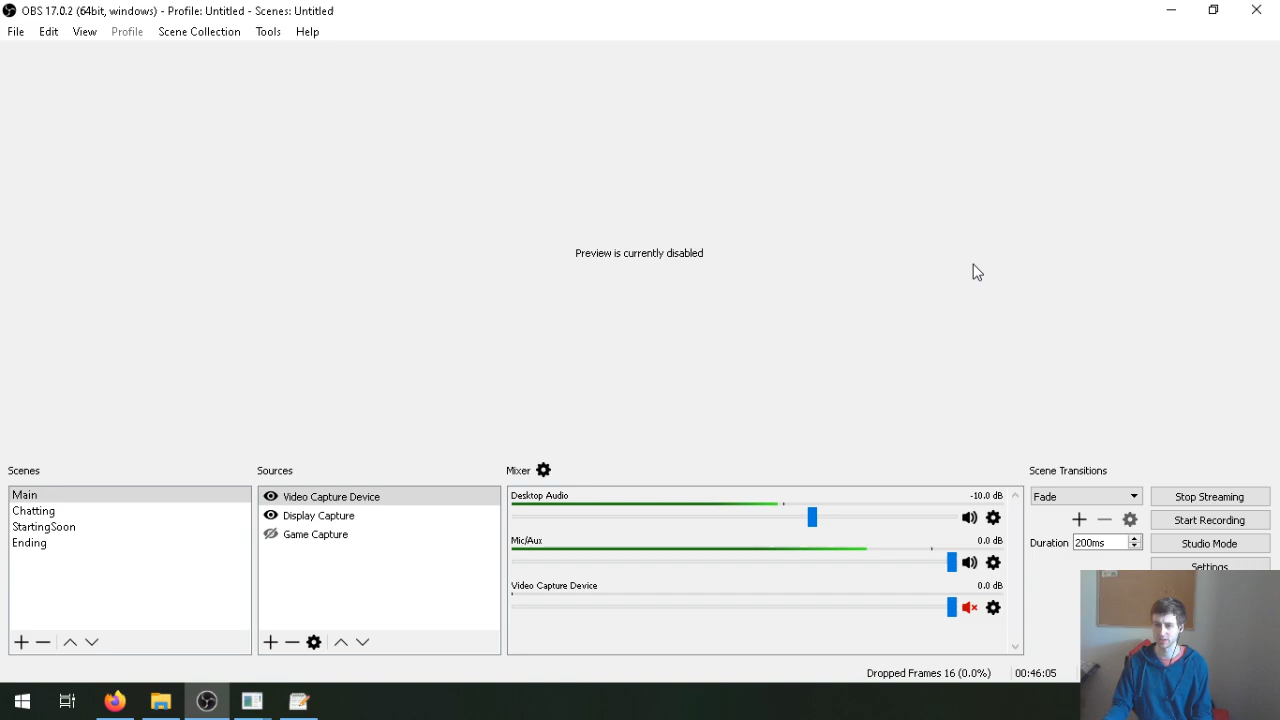 OBS 17.0.2 (64bit, windows) - Profile: Untitled - Scenes: Untitled
File Edit View Profile Scene Collection Tools Help
Preview is currently disabled
Scenes
Main
Chatting
StartingSoon
Ending
Sources
Video Capture Device
Display Capture
Game Capture
Mixer
Desktop Audio -10.0 dB
Mic/Aux 0.0 dB
Video Capture Device 0.0 dB
Scene Transitions
Fade
Duration 200ms
Stop Streaming
Start Recording
Studio Mode
Settings
Dropped Frames 16 (0.0%) 00:46:05